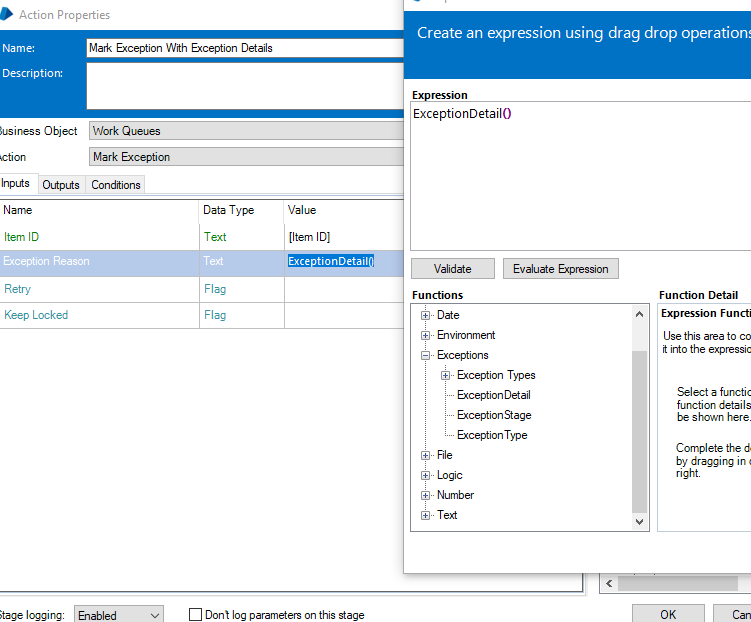 Action Properties
Name:
Mark Exception With Exception Details
Description:
Business Object
Work Queues
Action
Mark Exception
Inputs
Outputs
Conditions
Name
Data Type
Value
Item ID
Text
[Item ID]
Exception Reason
Text
ExceptionDetail()
Retry
Flag
Keep Locked
Flag
Stage logging:
Enabled
Don't log parameters on this stage
Create an expression using drag drop operations
Expression
ExceptionDetail()
Validate
Evaluate Expression
Functions
Date
Environment
Exceptions
Exception Types
ExceptionDetail
ExceptionStage
ExceptionType
File
Logic
Number
Text
Function Detail
Expression Functi
Use this area to co
it into the expressio
Select a functio
function details
be shown here.
Complete the d
by dragging in
right.
OK
Can